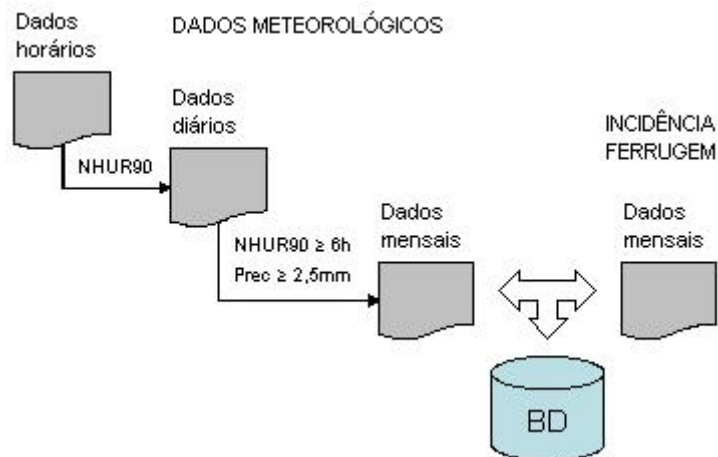 Dados
horários
DADOS METEOROLÓGICOS
Dados
diários
NHUR90
INCIDÊNCIA
FERRUGEM
NHUR90 ≥ 6h
Prec ≥ 2,5mm
Dados
mensais
Dados
mensais
BD